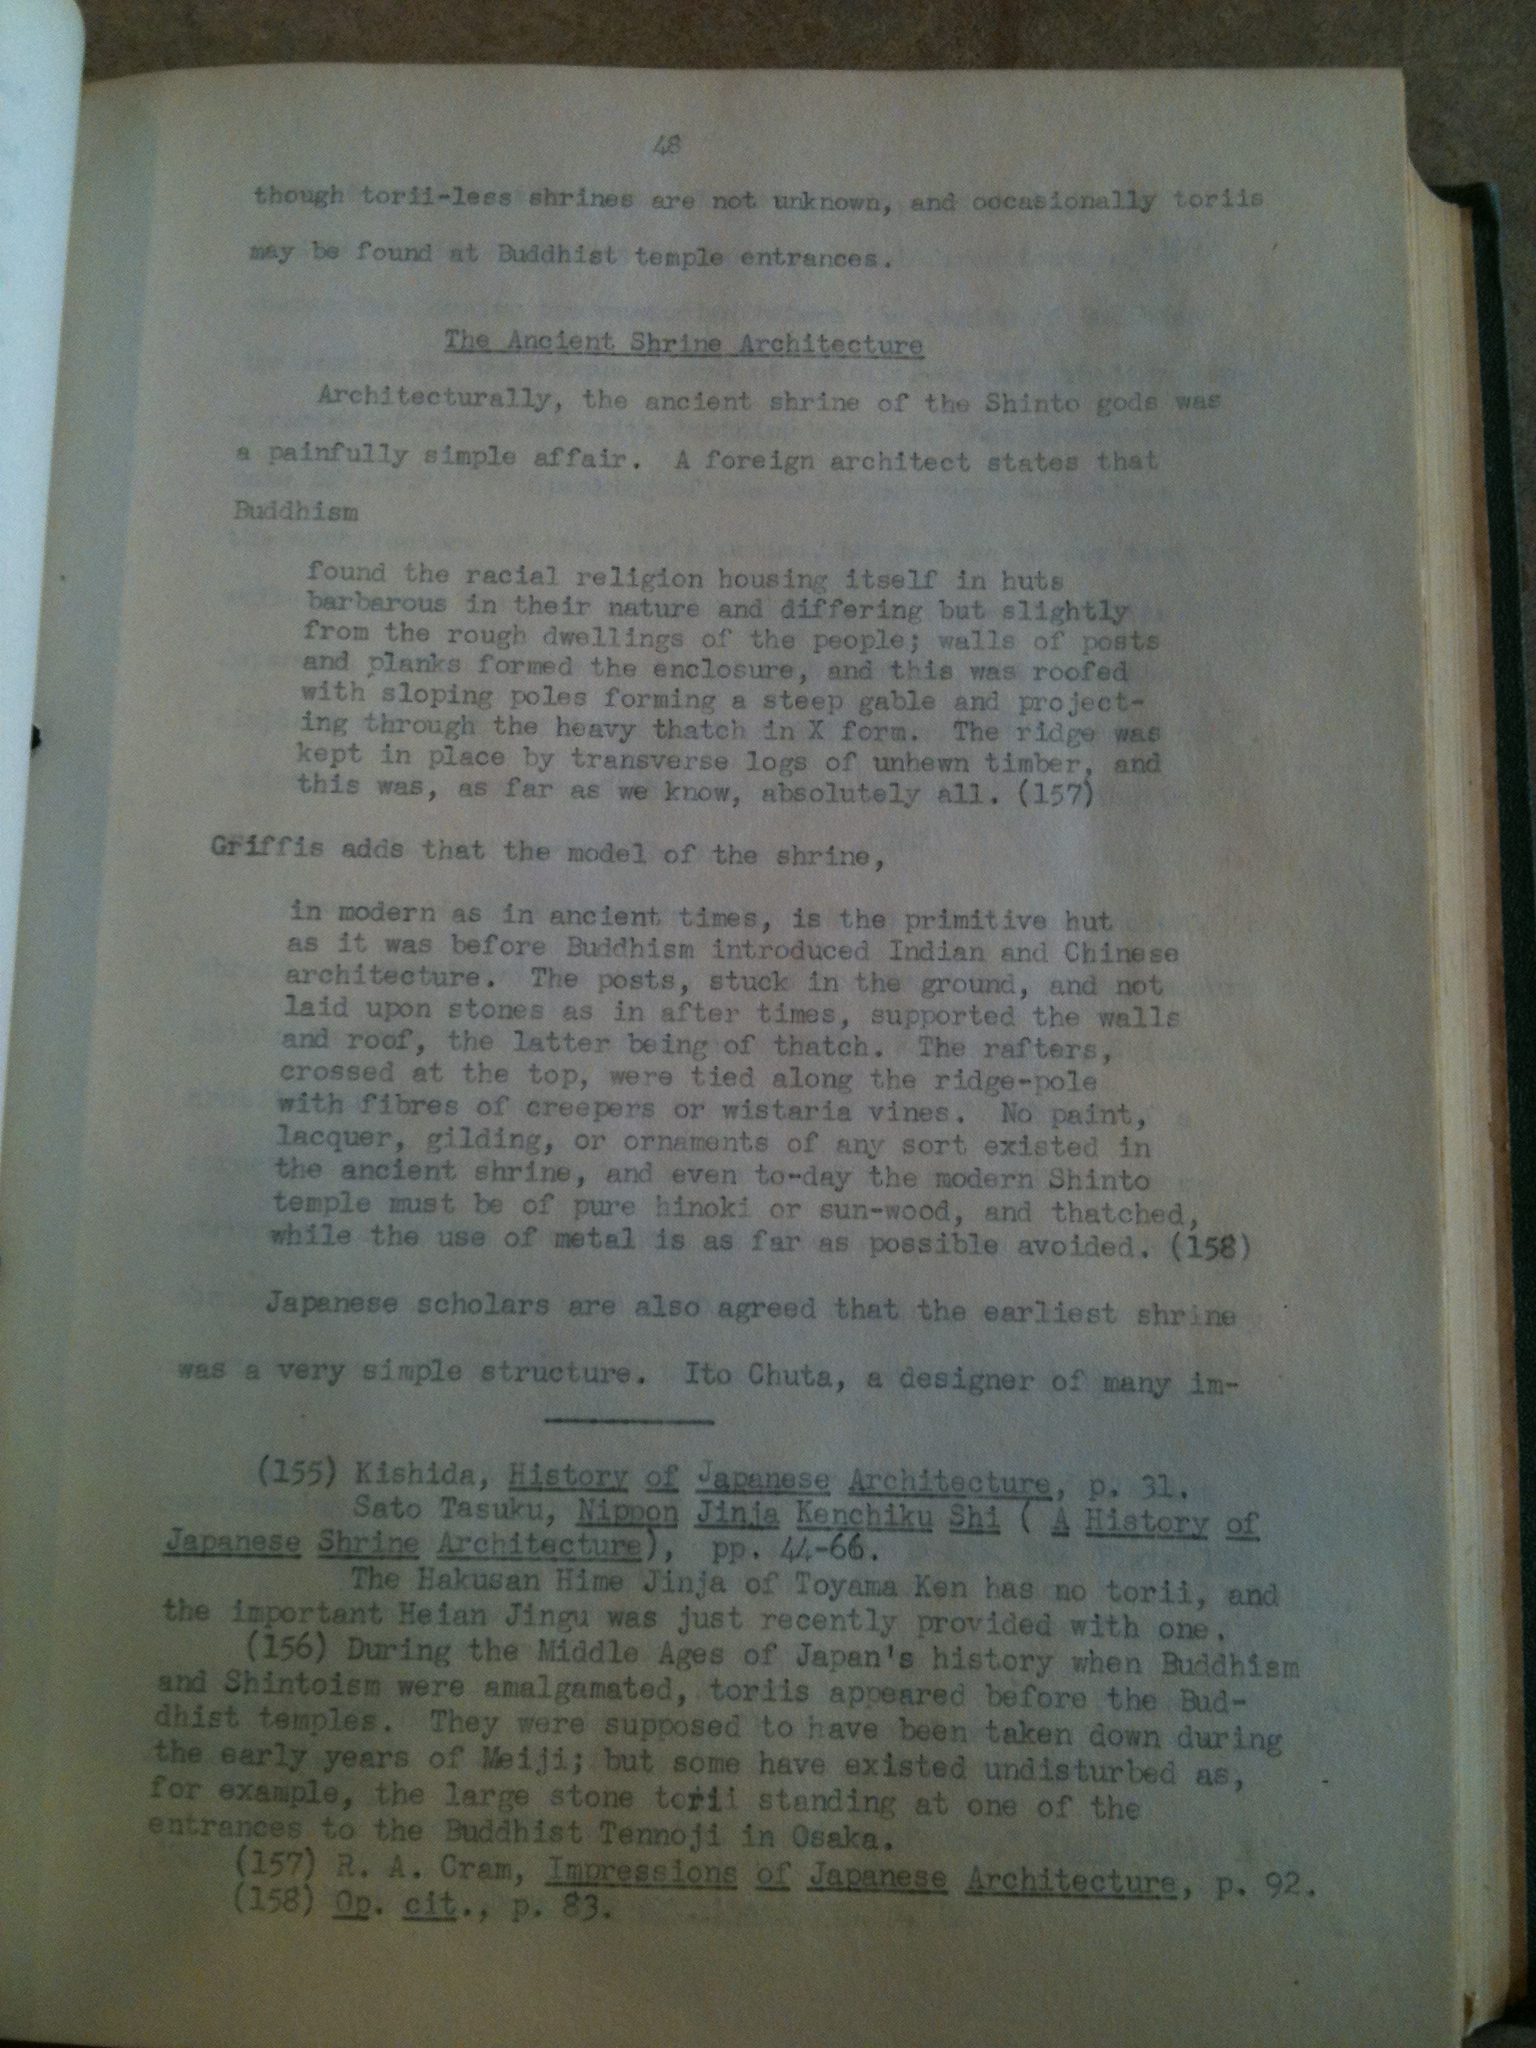 48
though torii-less shrines are not unknown, and occasionally toriis
may be found at Buddhist temple entrances.
The Ancient Shrine Architecture
Architecturally, the ancient shrine of the Shinto gods was
a painfully simple affair. A foreign architect states that
Buddhism
found the racial religion housing itself in huts
barbarous in their nature and differing but slightly
from the rough dwellings of the people; walls of posts
and planks formed the enclosure, and this was roofed
with sloping poles forming a steep gable and project-
ing through the heavy thatch in X form. The ridge was
kept in place by transverse logs of unhewn timber, and
this was, as far as we know, absolutely all. (157)
Griffis adds that the model of the shrine,
in modern as in ancient times, is the primitive hut
as it was before Buddhism introduced Indian and Chinese
architecture. The posts, stuck in the ground, and not
laid upon stones as in after times, supported the walls
and roof, the latter being of thatch. The rafters,
crossed at the top, were tied along the ridge-pole
with fibres of creepers or wistaria vines. No paint,
lacquer, gilding, or ornaments of any sort existed in
the ancient shrine, and even to-day the modern Shinto
temple must be of pure hinoki or sun-wood, and thatched,
while the use of metal is as far as possible avoided. (158)
Japanese scholars are also agreed that the earliest shrine
was a very simple structure. Ito Chuta, a designer of many im-
(155) Kishida, History of Japanese Architecture, p. 31.
Sato Tasuku, Nippon Jinja Kenchiku Shi ( A History of
Japanese Shrine Architecture), pp. 44-66.
The Hakusan Hime Jinja of Toyama Ken has no torii, and
the important Heian Jingu was just recently provided with one.
(156) During the Middle Ages of Japan's history when Buddhism
and Shintoism were amalgamated, toriis appeared before the Bud-
dhist temples. They were supposed to have been taken down during
the early years of Meiji; but some have existed undisturbed as,
for example, the large stone torii standing at one of the
entrances to the Buddhist Tennoji in Osaka.
(157) R. A. Cram, Impressions of Japanese Architecture, p. 92.
(158) Op. cit., p. 83.